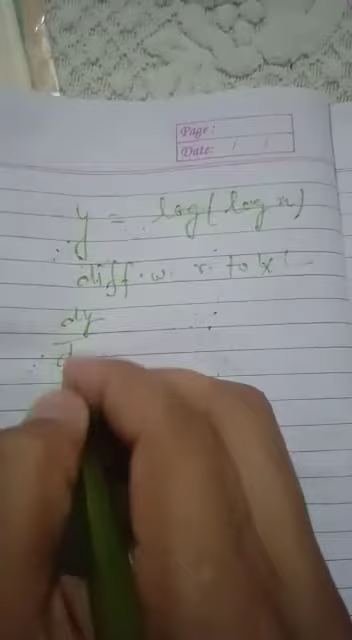 Page:
Date: / /
y = log(log x)
diff. w. r. to 'x'
dy
d